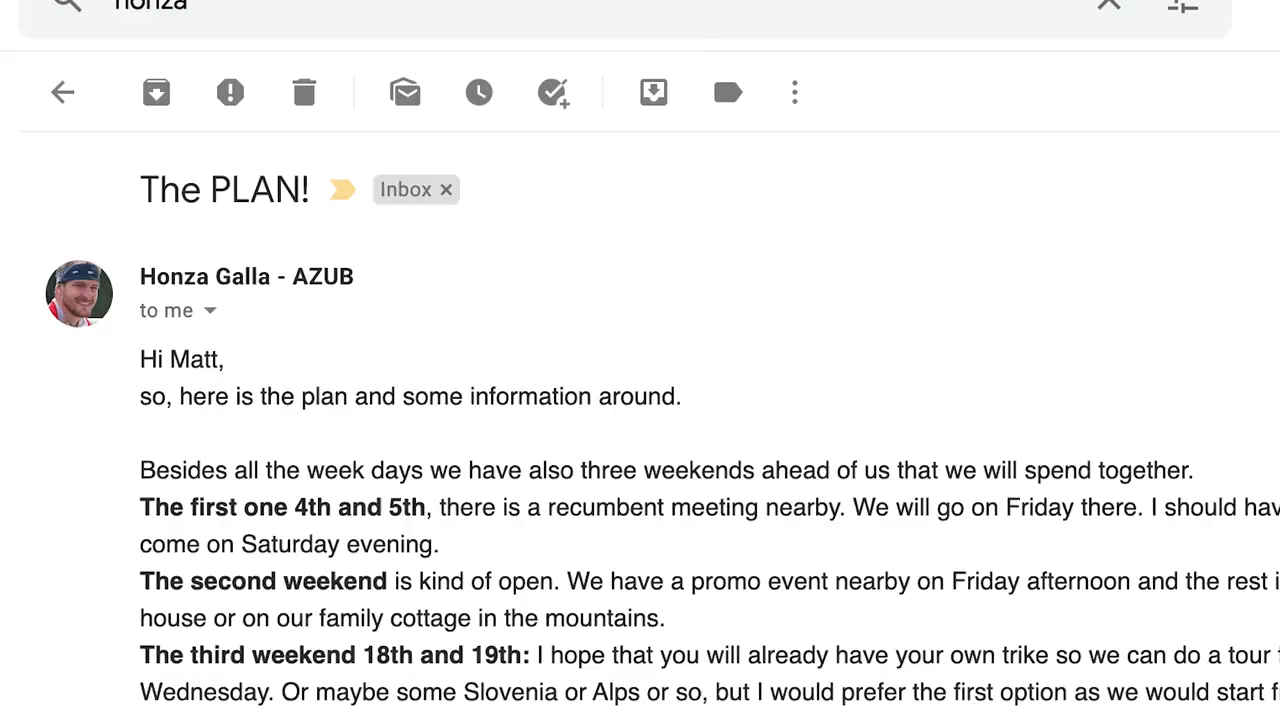 honza
The PLAN!
Inbox ×
Honza Galla - AZUB
to me
Hi Matt,
so, here is the plan and some information around.
Besides all the week days we have also three weekends ahead of us that we will spend together.
The first one 4th and 5th, there is a recumbent meeting nearby. We will go on Friday there. I should
come on Saturday evening.
The second weekend is kind of open. We have a promo event nearby on Friday afternoon and the rest
house or on our family cottage in the mountains.
The third weekend 18th and 19th: I hope that you will already have your own trike so we can do a tour
Wednesday. Or maybe some Slovenia or Alps or so, but I would prefer the first option as we would start